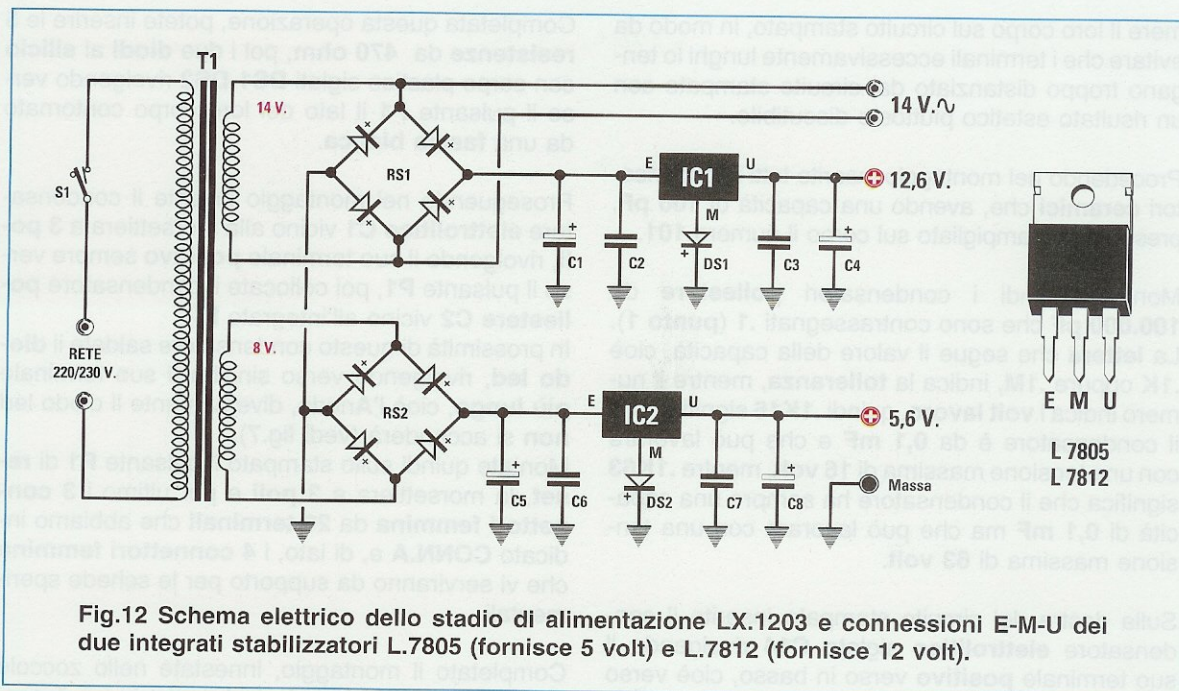 T1
14 V.
14 V.∿
S1
RS1
E
IC1
U
12,6 V.
M
C1
C2
DS1
C3
C4
RETE
220/230 V.
8 V.
RS2
E
IC2
U
5,6 V.
M
C5
C6
DS2
C7
C8
Massa
E M U
L 7805
L 7812
Fig.12 Schema elettrico dello stadio di alimentazione LX.1203 e connessioni E-M-U dei
due integrati stabilizzatori L.7805 (fornisce 5 volt) e L.7812 (fornisce 12 volt).